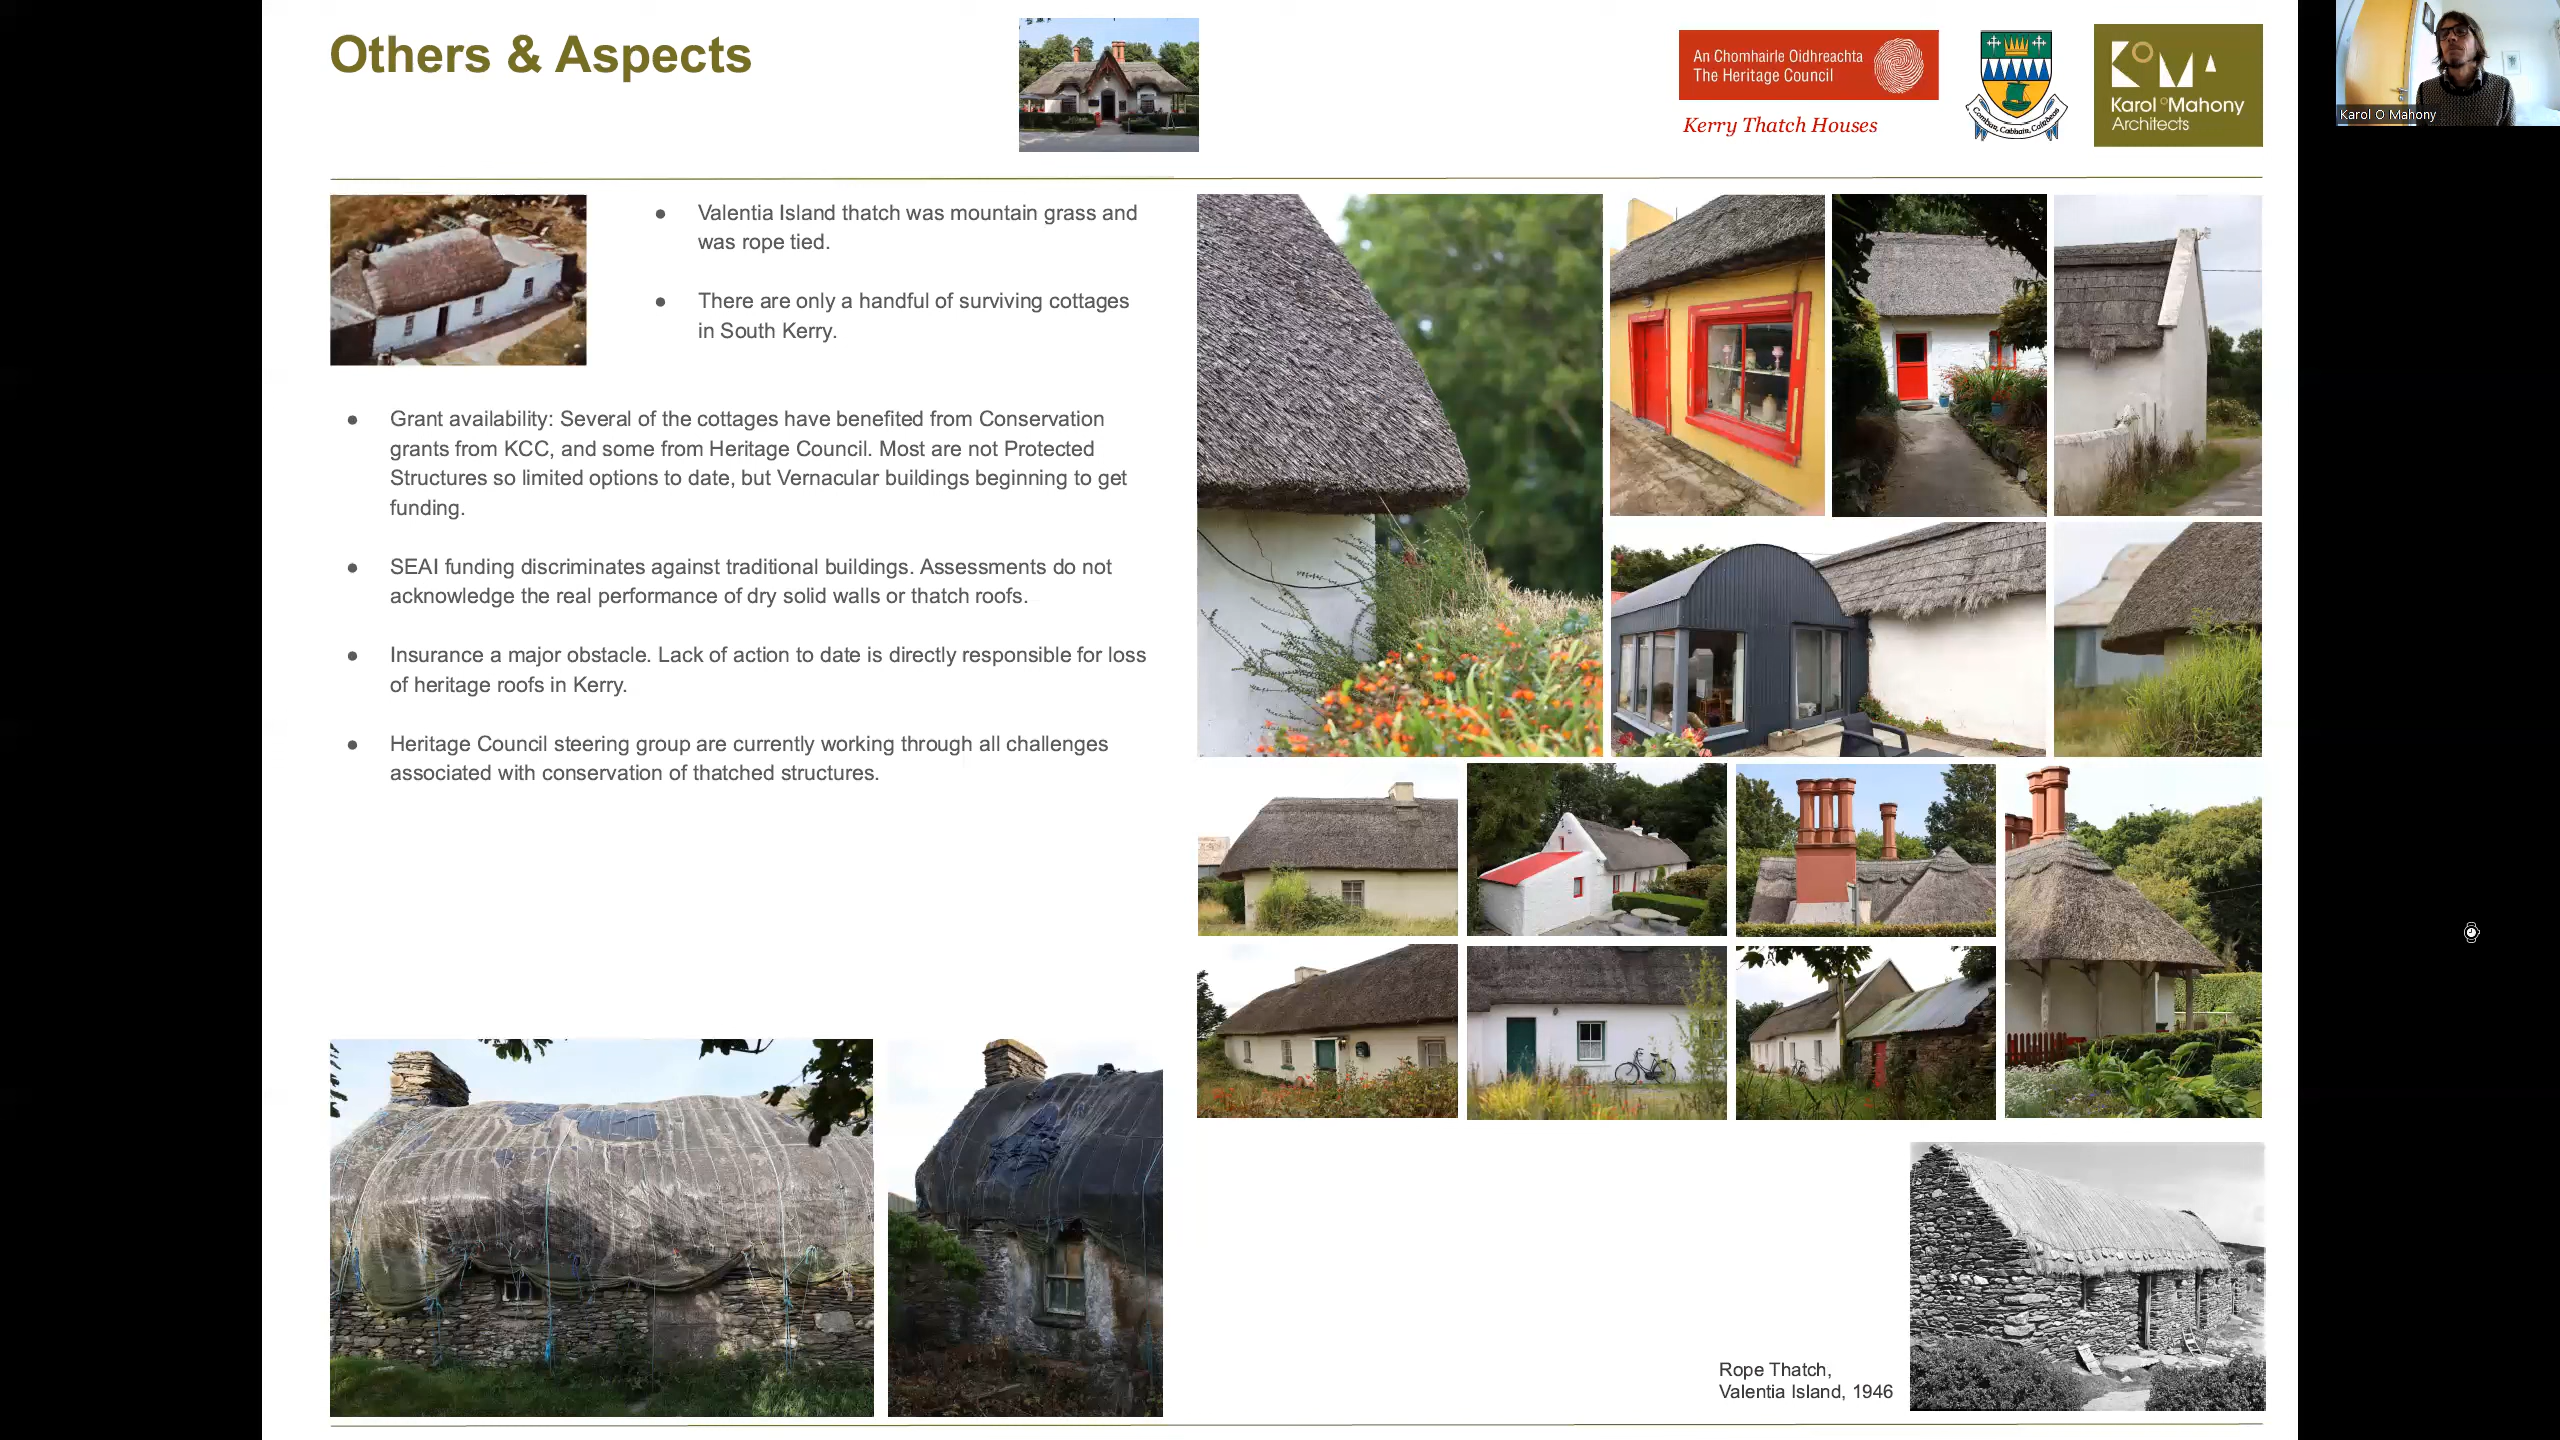 Others & Aspects
An Chomhairle Oidhreachta
The Heritage Council
Kerry Thatch Houses
Comhar, Cabhair, Cairdeas
KOMA
Karol O'Mahony
Architects
Karol O Mahony
● Valentia Island thatch was mountain grass and
was rope tied.
● There are only a handful of surviving cottages
in South Kerry.
● Grant availability: Several of the cottages have benefited from Conservation
grants from KCC, and some from Heritage Council. Most are not Protected
Structures so limited options to date, but Vernacular buildings beginning to get
funding.
● SEAI funding discriminates against traditional buildings. Assessments do not
acknowledge the real performance of dry solid walls or thatch roofs.
● Insurance a major obstacle. Lack of action to date is directly responsible for loss
of heritage roofs in Kerry.
● Heritage Council steering group are currently working through all challenges
associated with conservation of thatched structures.
Rope Thatch,
Valentia Island, 1946